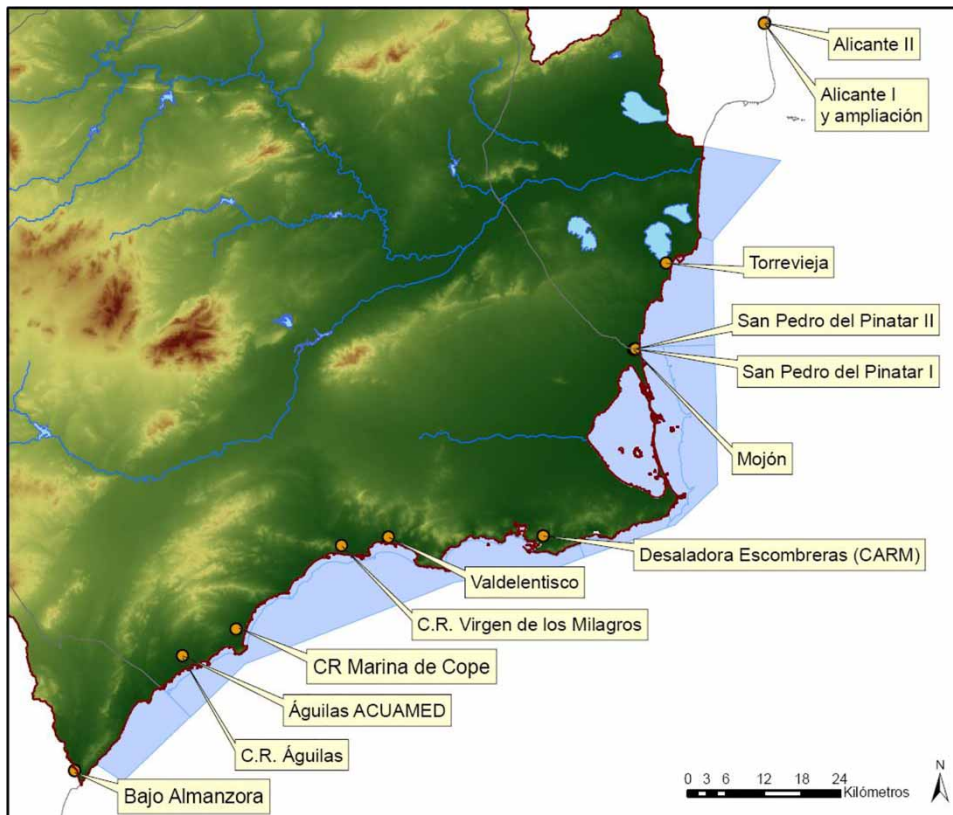 Alicante II
Alicante I
y ampliación
Torrevieja
San Pedro del Pinatar II
San Pedro del Pinatar I
Mojón
Desaladora Escombreras (CARM)
Valdelentisco
C.R. Virgen de los Milagros
CR Marina de Cope
Águilas ACUAMED
C.R. Águilas
Bajo Almanzora
0 3 6 12 18 24
Kilómetros
N